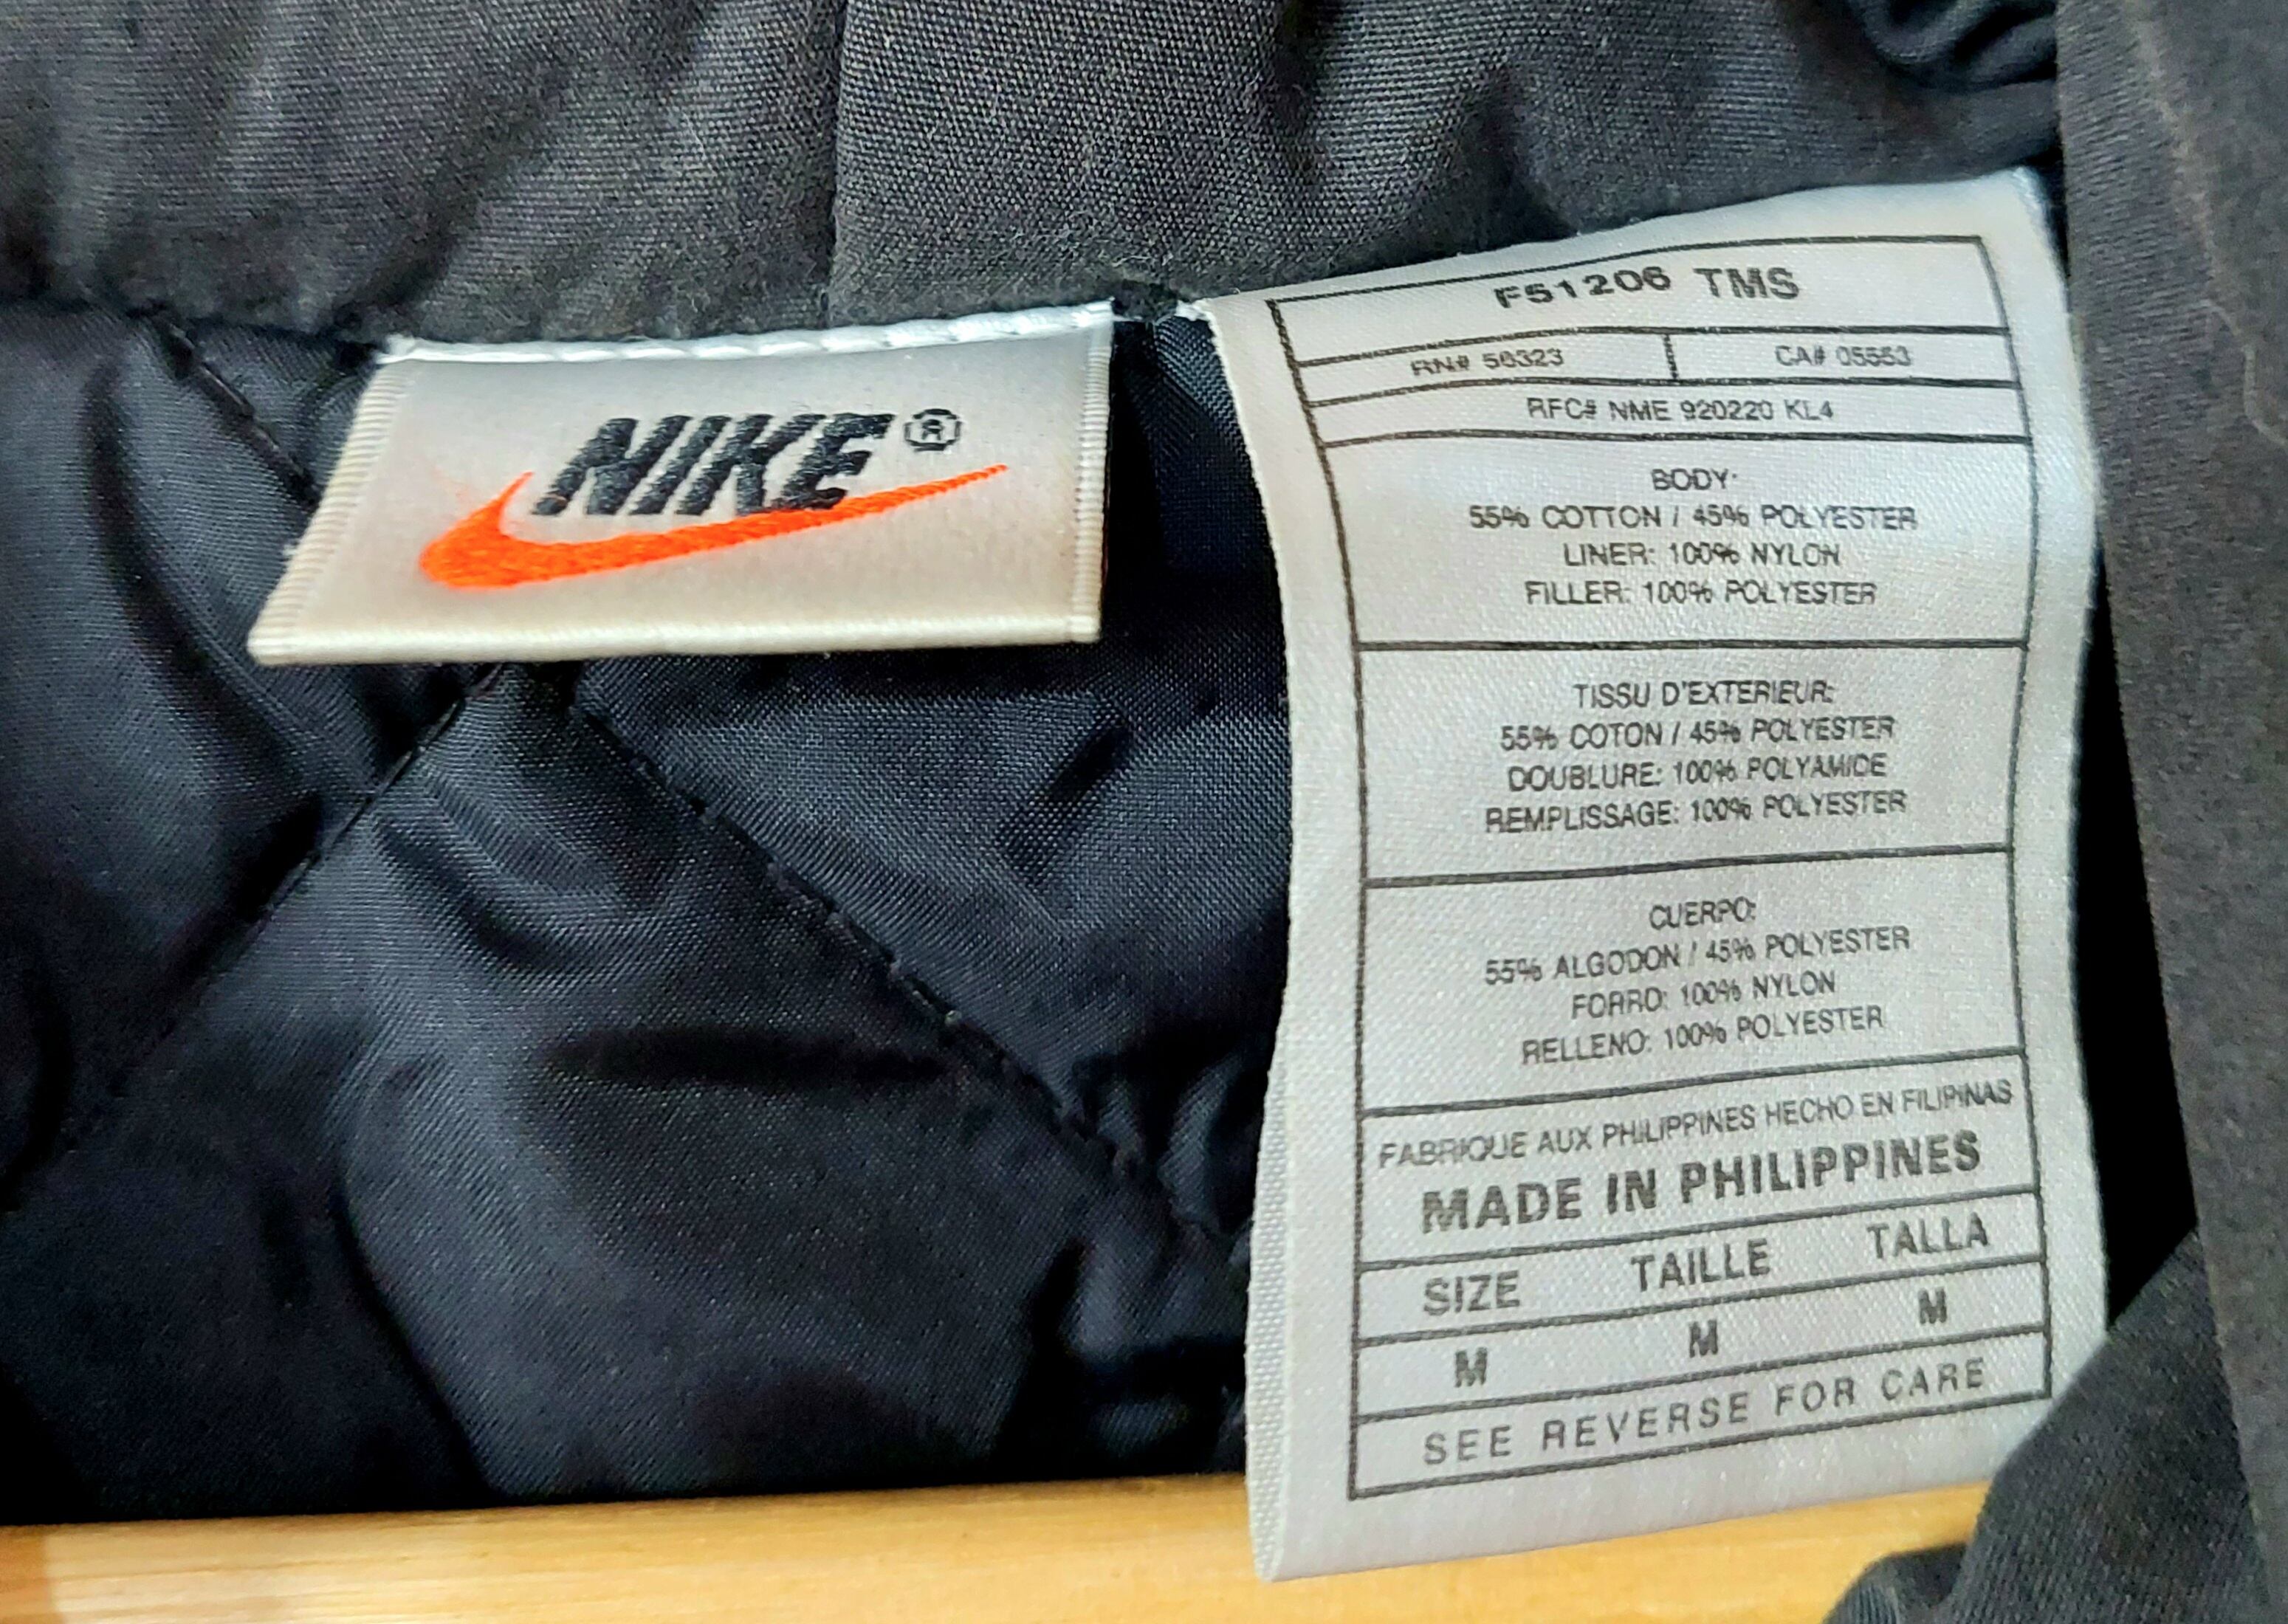 NIKE®
F51206 TMS
RN# 56323 CA# 05553
RFC# NME 920220 KL4
BODY:
55% COTTON / 45% POLYESTER
LINER: 100% NYLON
FILLER: 100% POLYESTER
TISSU D'EXTERIEUR:
55% COTON / 45% POLYESTER
DOUBLURE: 100% POLYAMIDE
REMPLISSAGE: 100% POLYESTER
CUERPO:
55% ALGODON / 45% POLYESTER
FORRO: 100% NYLON
RELLENO: 100% POLYESTER
FABRIQUE AUX PHILIPPINES HECHO EN FILIPINAS
MADE IN PHILIPPINES
SIZE TAILLE TALLA
M M M
SEE REVERSE FOR CARE